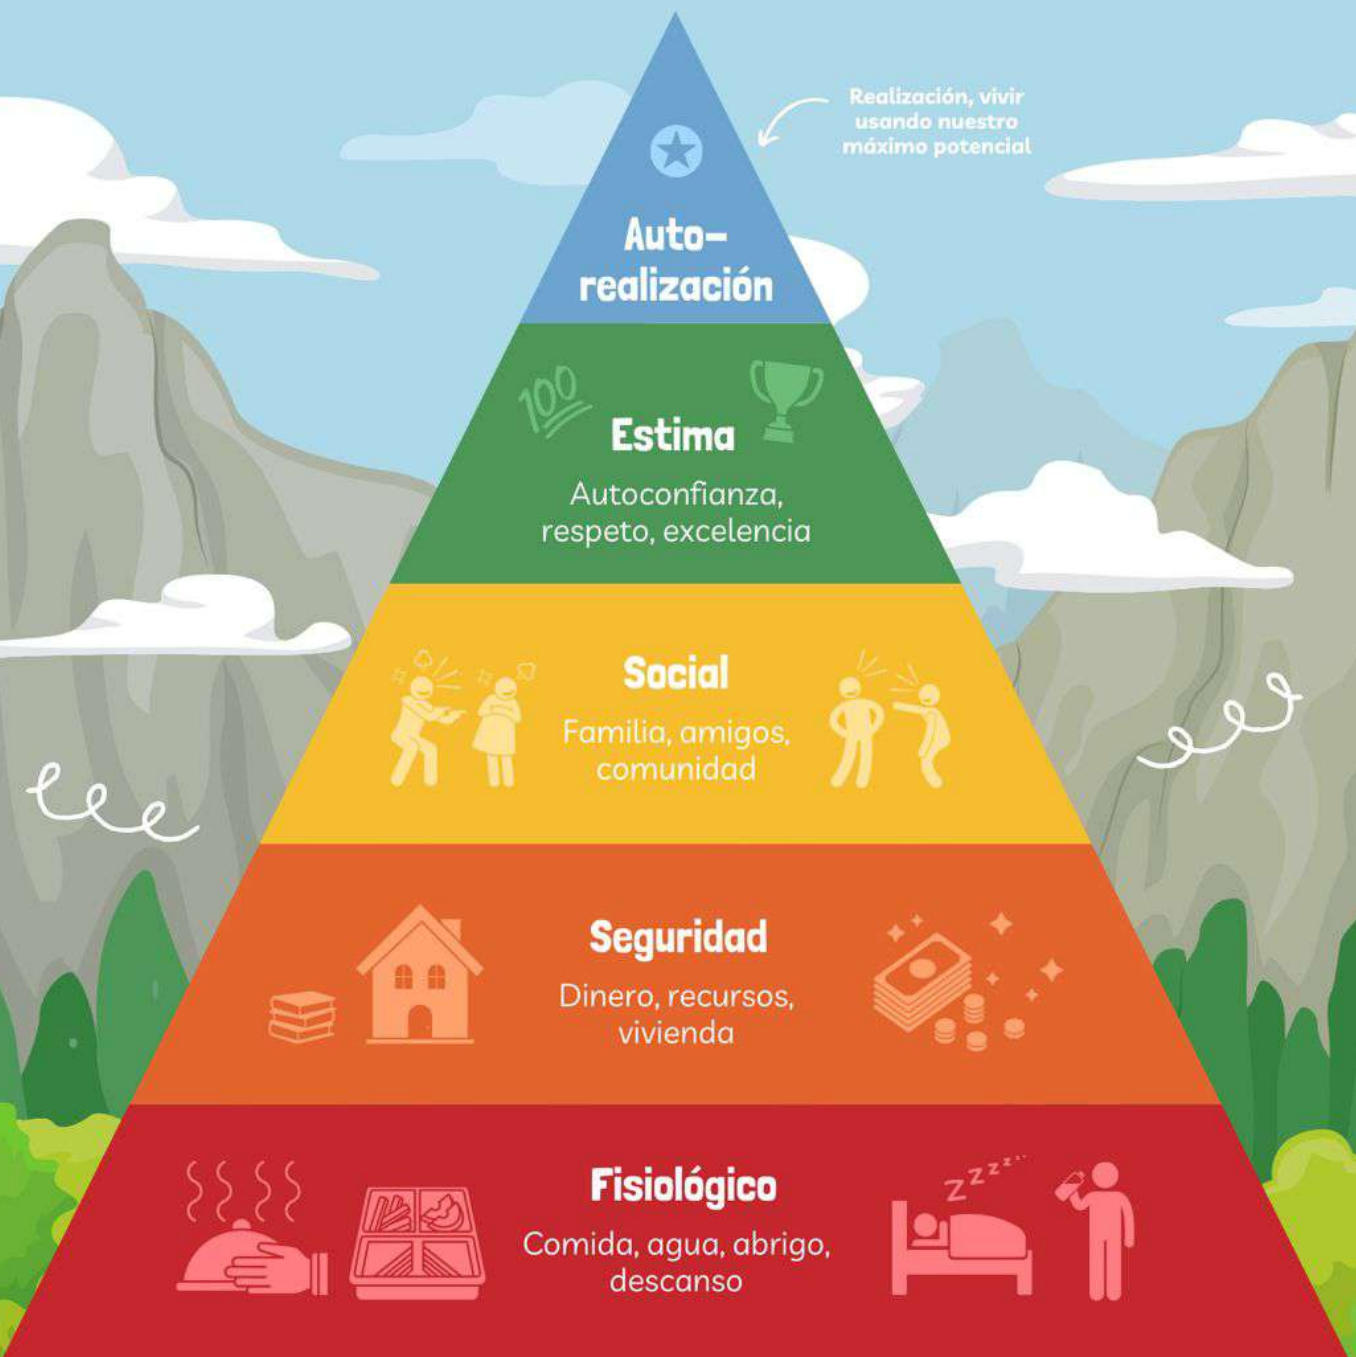 Realización, vivir
usando nuestro
máximo potencial
Auto-
realización
100
Estima
Autoconfianza,
respeto, excelencia
Social
Familia, amigos,
comunidad
Seguridad
Dinero, recursos,
vivienda
zzzzz
Fisiológico
Comida, agua, abrigo,
descanso